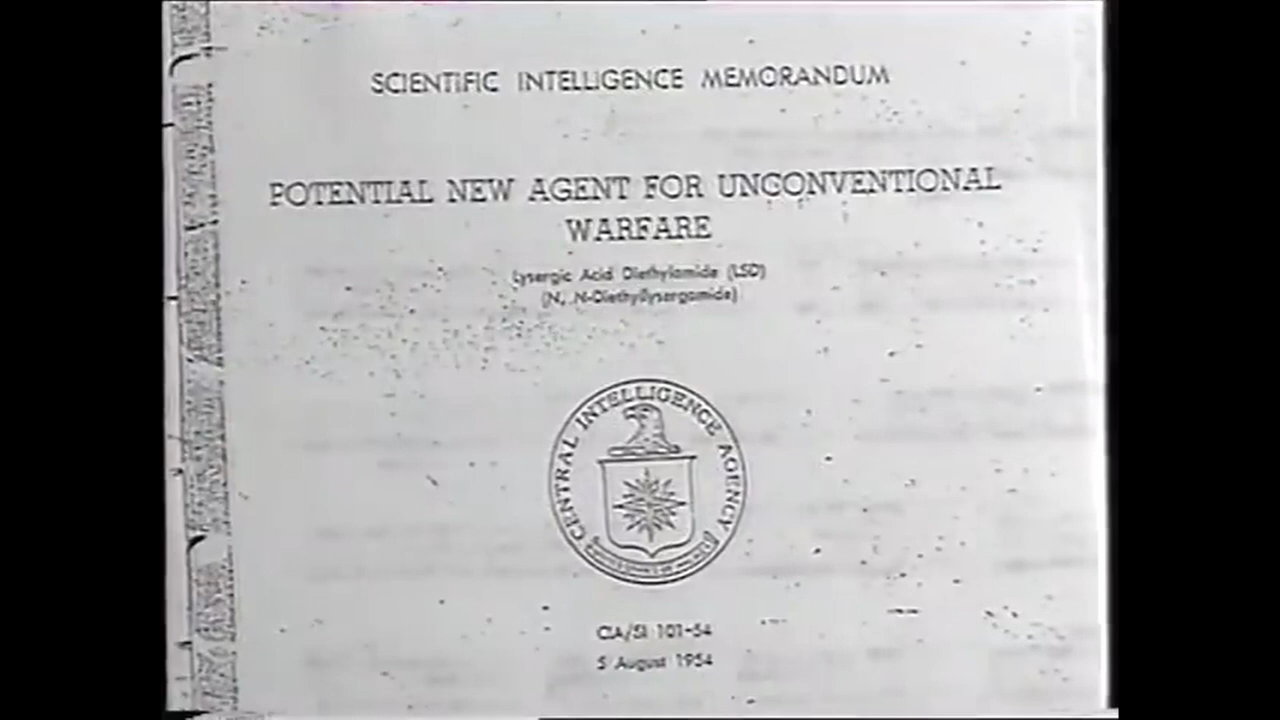 SCIENTIFIC INTELLIGENCE MEMORANDUM
POTENTIAL NEW AGENT FOR UNCONVENTIONAL
WARFARE
Lysergic Acid Diethylamide (LSD)
(N, N-Diethyllysergamide)
CENTRAL INTELLIGENCE AGENCY
CIA/SI 101-54
5 August 1954